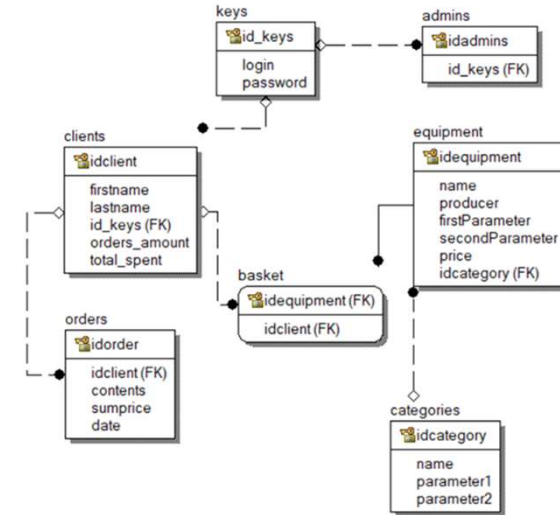 keys
id_keys
login
password
admins
idadmins
id_keys (FK)
clients
idclient
firstname
lastname
id_keys (FK)
orders_amount
total_spent
equipment
idequipment
name
producer
firstParameter
secondParameter
price
idcategory (FK)
basket
idequipment (FK)
idclient (FK)
orders
idorder
idclient (FK)
contents
sumprice
date
categories
idcategory
name
parameter1
parameter2